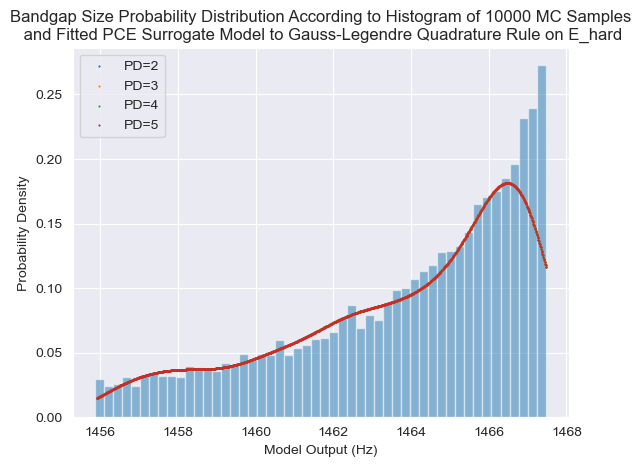 Bandgap Size Probability Distribution According to Histogram of 10000 MC Samples
and Fitted PCE Surrogate Model to Gauss-Legendre Quadrature Rule on E_hard
PD=2
PD=3
PD=4
PD=5
Probability Density
0.25
0.20
0.15
0.10
0.05
0.00
1456 1458 1460 1462 1464 1466 1468
Model Output (Hz)